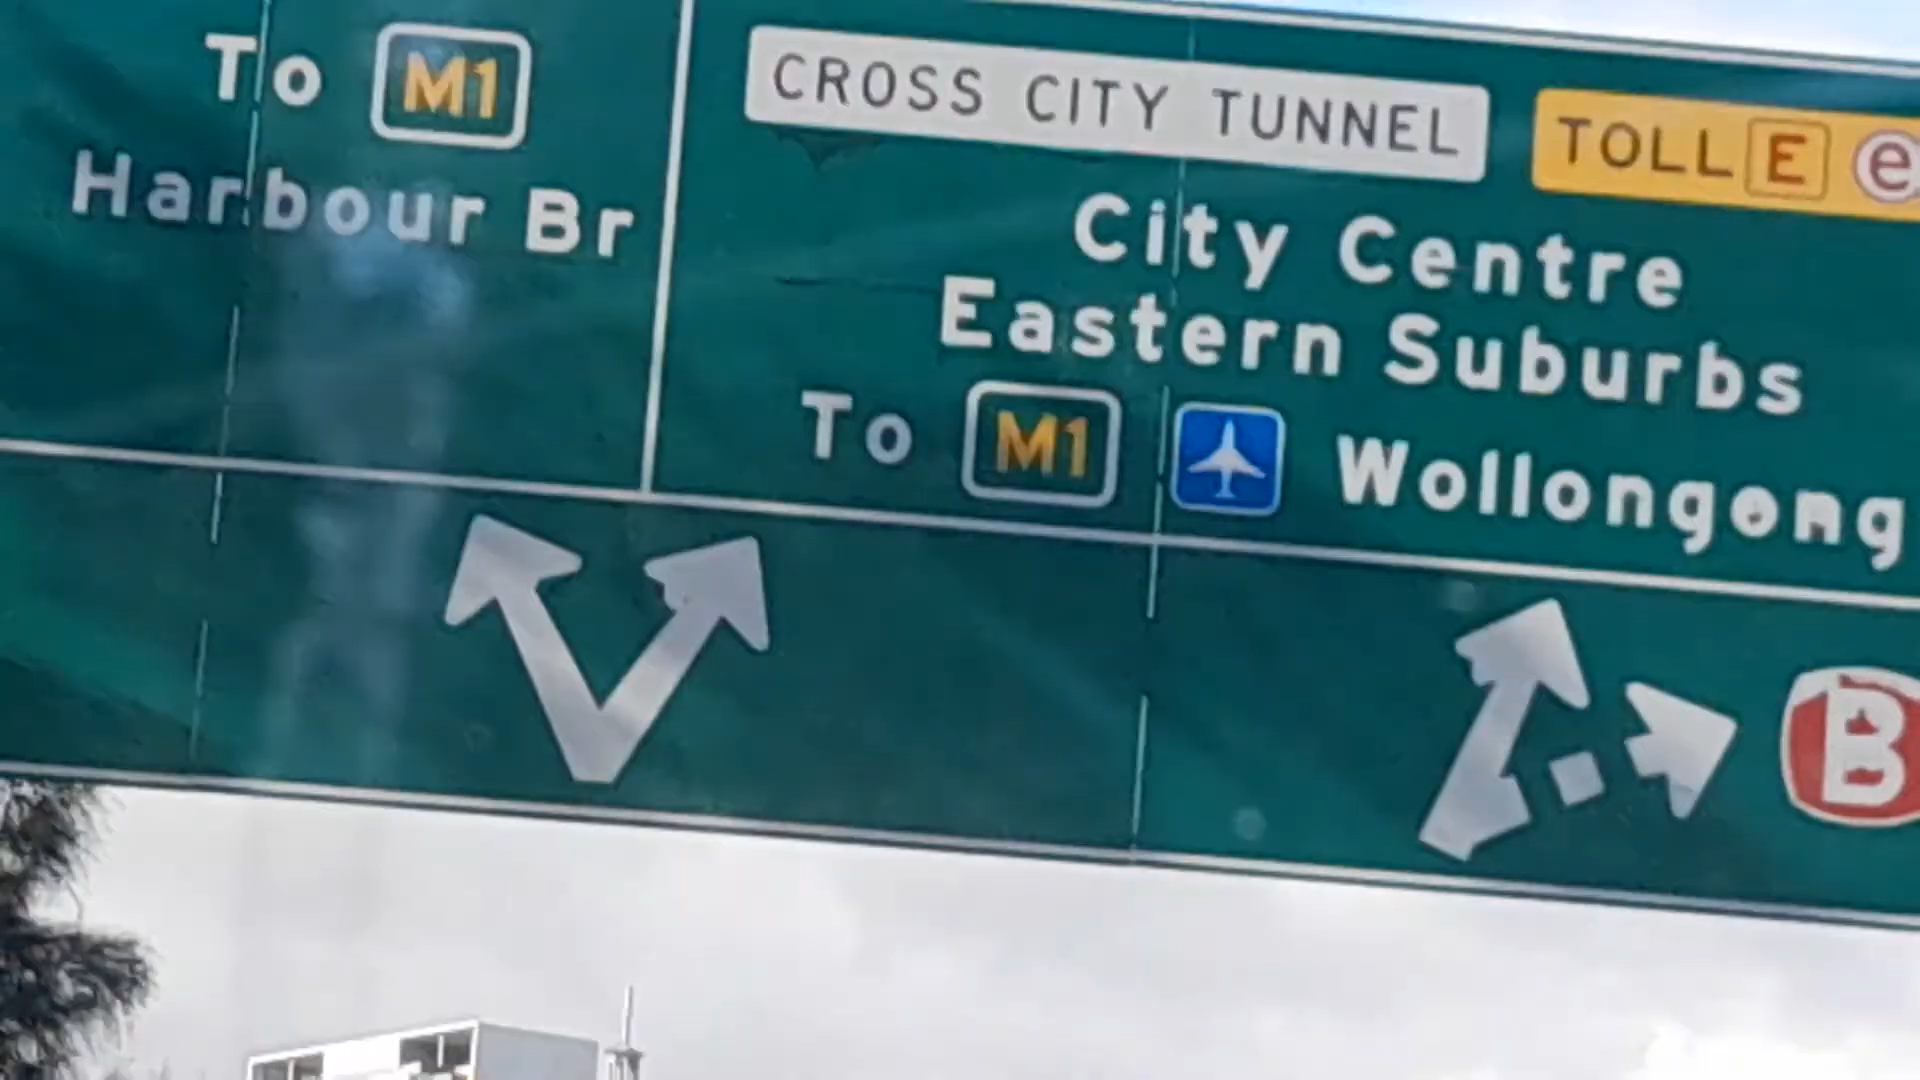 To M1
Harbour Br
CROSS CITY TUNNEL
TOLL E e
City Centre
Eastern Suburbs
To M1 Wollongong
B